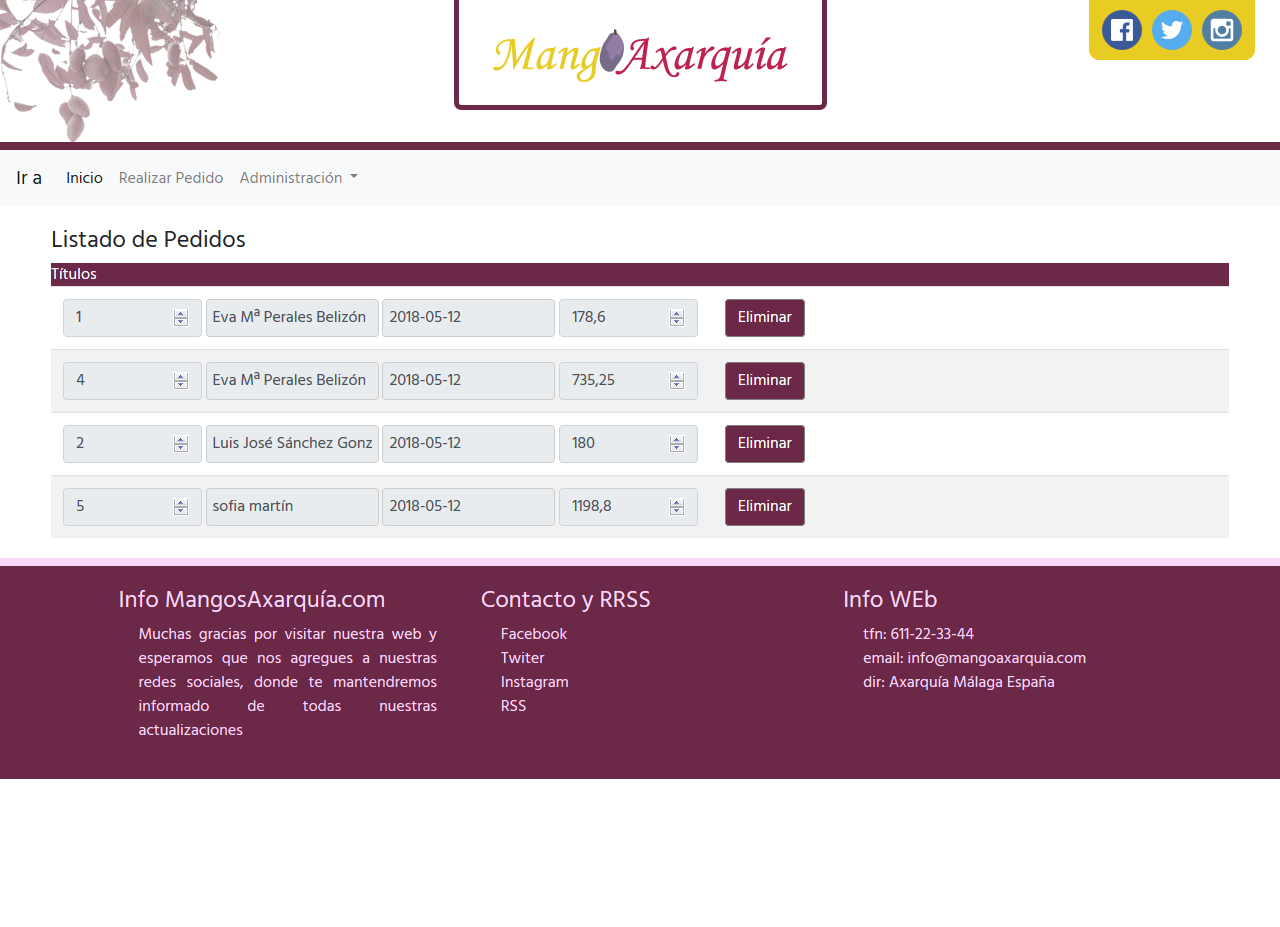 Mang Axarquía
Ir a Inicio Realizar Pedido Administración
Listado de Pedidos
Títulos
1 Eva Mª Perales Belizón 2018-05-12 178,6 Eliminar
4 Eva Mª Perales Belizón 2018-05-12 735,25 Eliminar
2 Luis José Sánchez Gonz 2018-05-12 180 Eliminar
5 sofia martín 2018-05-12 1198,8 Eliminar
Info MangosAxarquía.com
Muchas gracias por visitar nuestra web y
esperamos que nos agregues a nuestras
redes sociales, donde te mantendremos
informado de todas nuestras
actualizaciones
Contacto y RRSS
Facebook
Twiter
Instagram
RSS
Info WEb
tfn: 611-22-33-44
email: info@mangoaxarquia.com
dir: Axarquía Málaga España